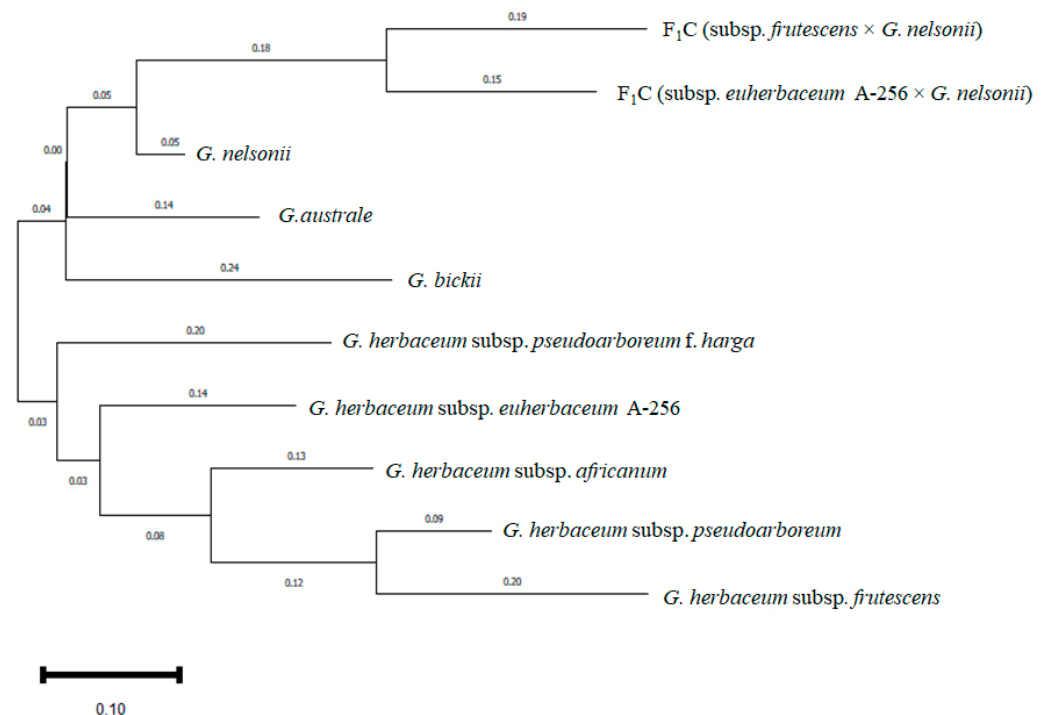 0.19
F₁C (subsp. frutescens × G. nelsonii)
0.18
0.15
F₁C (subsp. euherbaceum A-256 × G. nelsonii)
0.05
0.05
G. nelsonii
0.00
0.14
G.australe
0.04
0.24
G. bickii
0.20
G. herbaceum subsp. pseudoarboreum f. harga
0.14
G. herbaceum subsp. euherbaceum A-256
0.03
0.13
G. herbaceum subsp. africanum
0.03
0.09
G. herbaceum subsp. pseudoarboreum
0.08
0.12
0.20
G. herbaceum subsp. frutescens
0.10